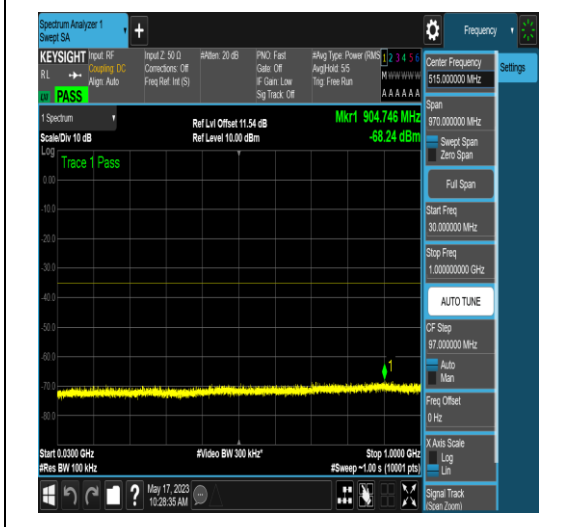 Spectrum Analyzer 1
Swept SA
+
Frequency
KEYSIGHT
RL
PASS
Input: RF
Coupling: DC
Align: Auto
Input Z: 50 Ω
Corrections: Off
Freq Ref: Int (S)
#Atten: 20 dB
PNO: Fast
Gate: Off
IF Gain: Low
Sig Track: Off
#Avg Type: Power (RMS)
Avg|Hold: 5/5
Trig: Free Run
1 2 3 4 5 6
M W W W W W
A A A A A A
Center Frequency
515.000000 MHz
Settings
Span
970.000000 MHz
Swept Span
Zero Span
Full Span
Start Freq
30.000000 MHz
Stop Freq
1.000000000 GHz
AUTO TUNE
CF Step
97.000000 MHz
Auto
Man
Freq Offset
0 Hz
X Axis Scale
Log
Lin
Signal Track
(Span Zoom)
1 Spectrum
Scale/Div 10 dB
Ref Lvl Offset 11.54 dB
Ref Level 10.00 dBm
Mkr1 904.746 MHz
-68.24 dBm
Log
Trace 1 Pass
0.00
-10.0
-20.0
-30.0
-40.0
-50.0
-60.0
-70.0
-80.0
1
Start 0.0300 GHz
#Res BW 100 kHz
#Video BW 300 kHz*
Stop 1.0000 GHz
#Sweep ~1.00 s (10001 pts)
?
May 17, 2023
10:28:35 AM